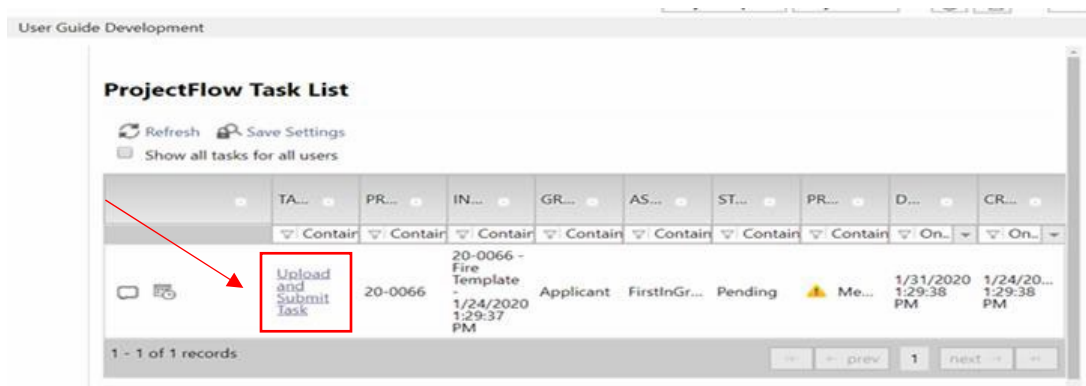 User Guide Development
ProjectFlow Task List
Refresh Save Settings
Show all tasks for all users
TA... PR... IN... GR... AS... ST... PR... D... CR...
Contain Contain Contain Contain Contain Contain Contain On.. On..
Upload and Submit Task
20-0066
20-0066 - Fire Template - 1/24/2020 1:29:37 PM
Applicant
FirstInGr...
Pending
Me...
1/31/2020 1:29:38 PM
1/24/20... 1:29:38 PM
1 - 1 of 1 records
prev 1 next